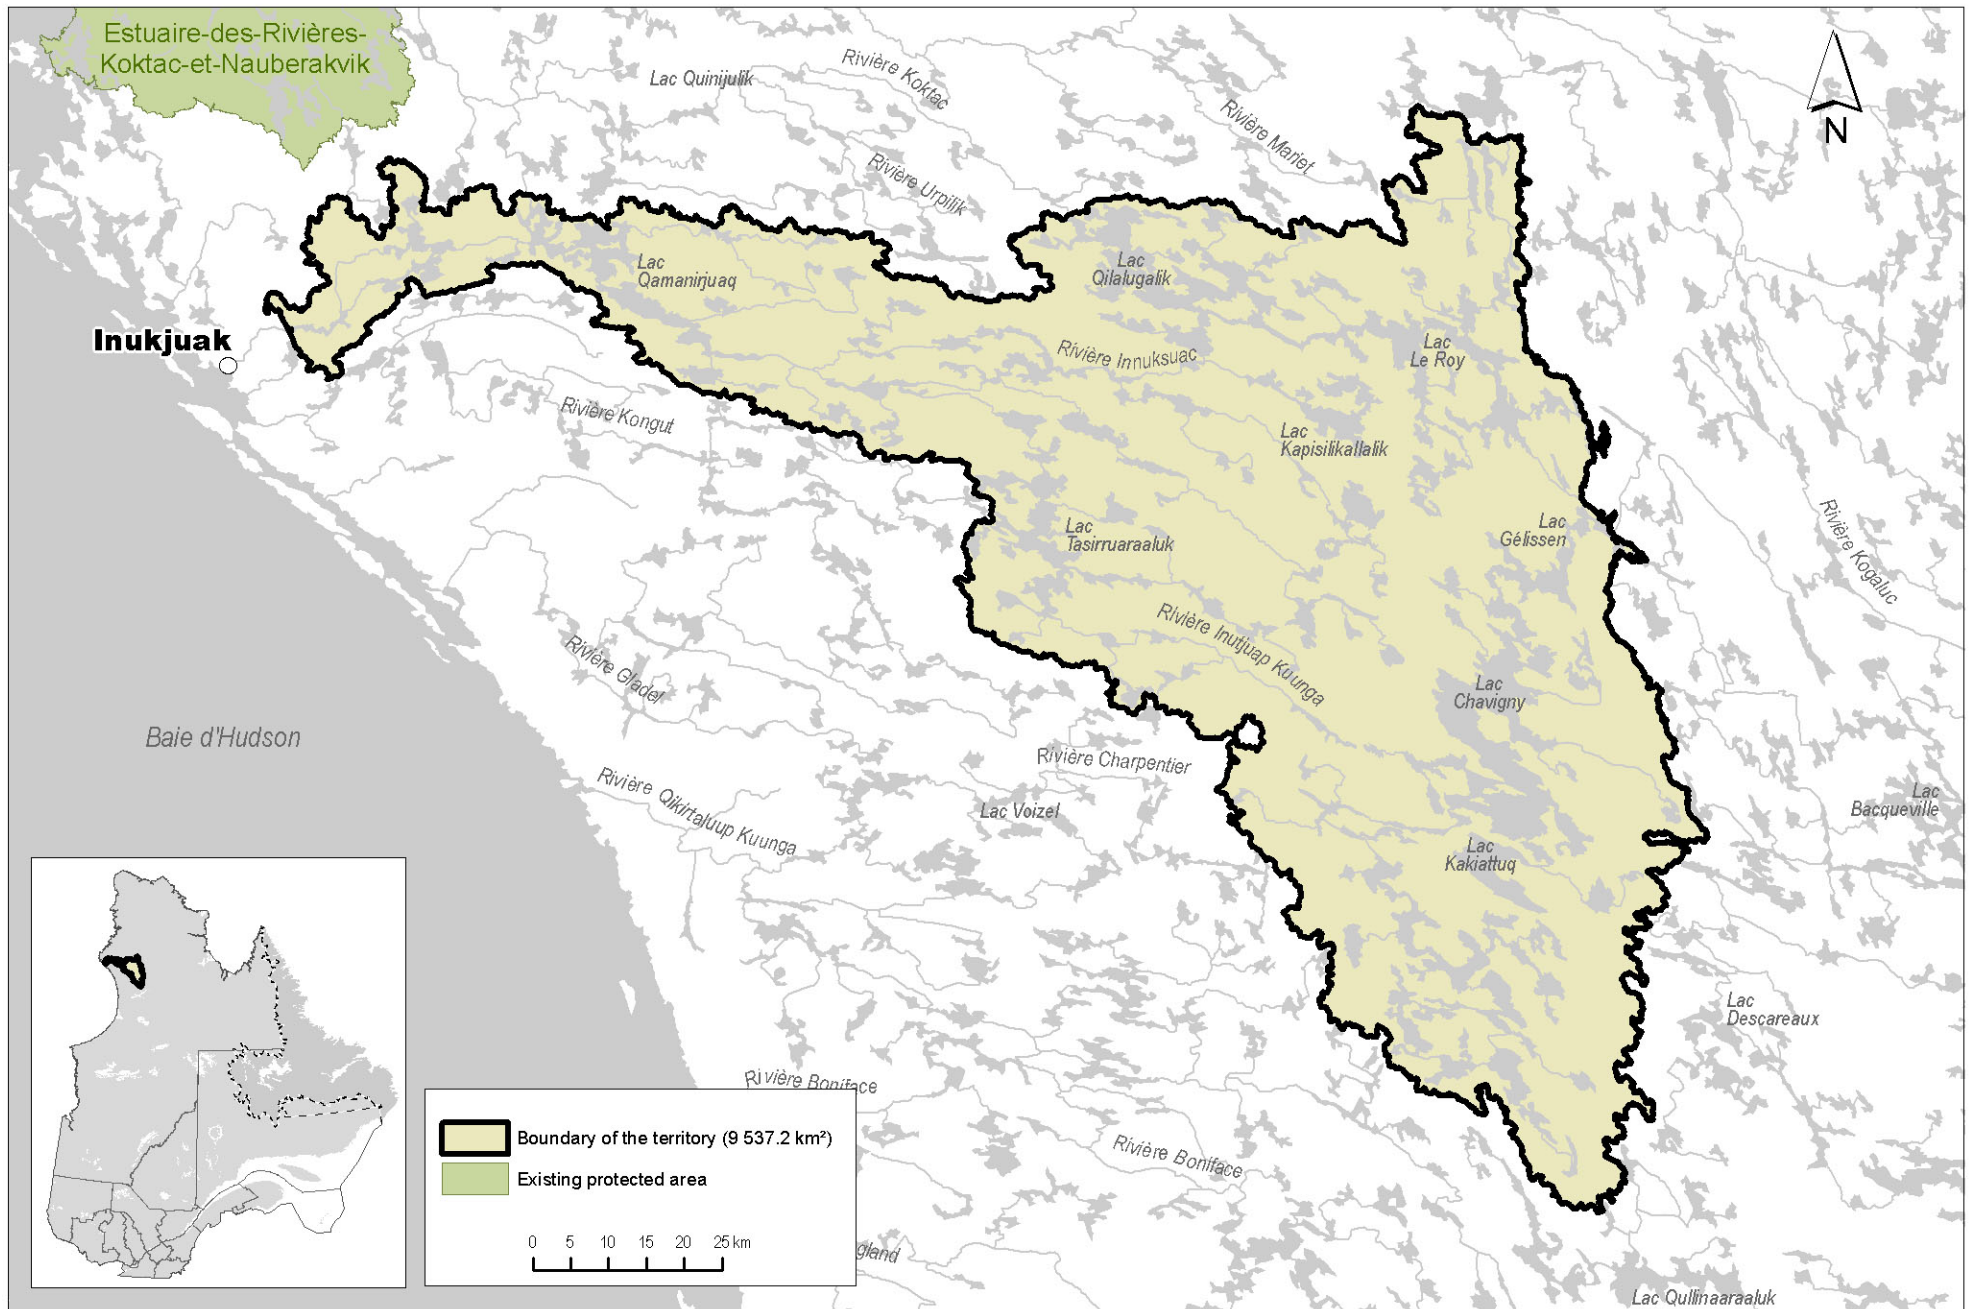 Estuaire-des-Rivières-
Koktac-et-Nauberakvik
Lac Quinijulik
Rivière Koktac
Rivière Mariet
N
Rivière Urpilik
Lac
Qamanirjuaq
Lac
Qilalugalik
Inukjuak
Rivière Innuksuac
Lac
Le Roy
Rivière Kongut
Lac
Kapisilikallalik
Lac
Tasirruaraaluk
Lac
Gélissen
Rivière Kogaluc
Rivière Inutjuap Kuunga
Rivière Gladel
Lac
Chavigny
Baie d'Hudson
Rivière Charpentier
Rivière Qikirtaluup Kuunga
Lac Voizel
Lac
Bacqueville
Lac
Kakiattuq
Lac
Descareaux
Rivière Boniface
Rivière Boniface
Boundary of the territory (9 537.2 km²)
Existing protected area
0 5 10 15 20 25 km
gland
Lac Qullinaaraaluk